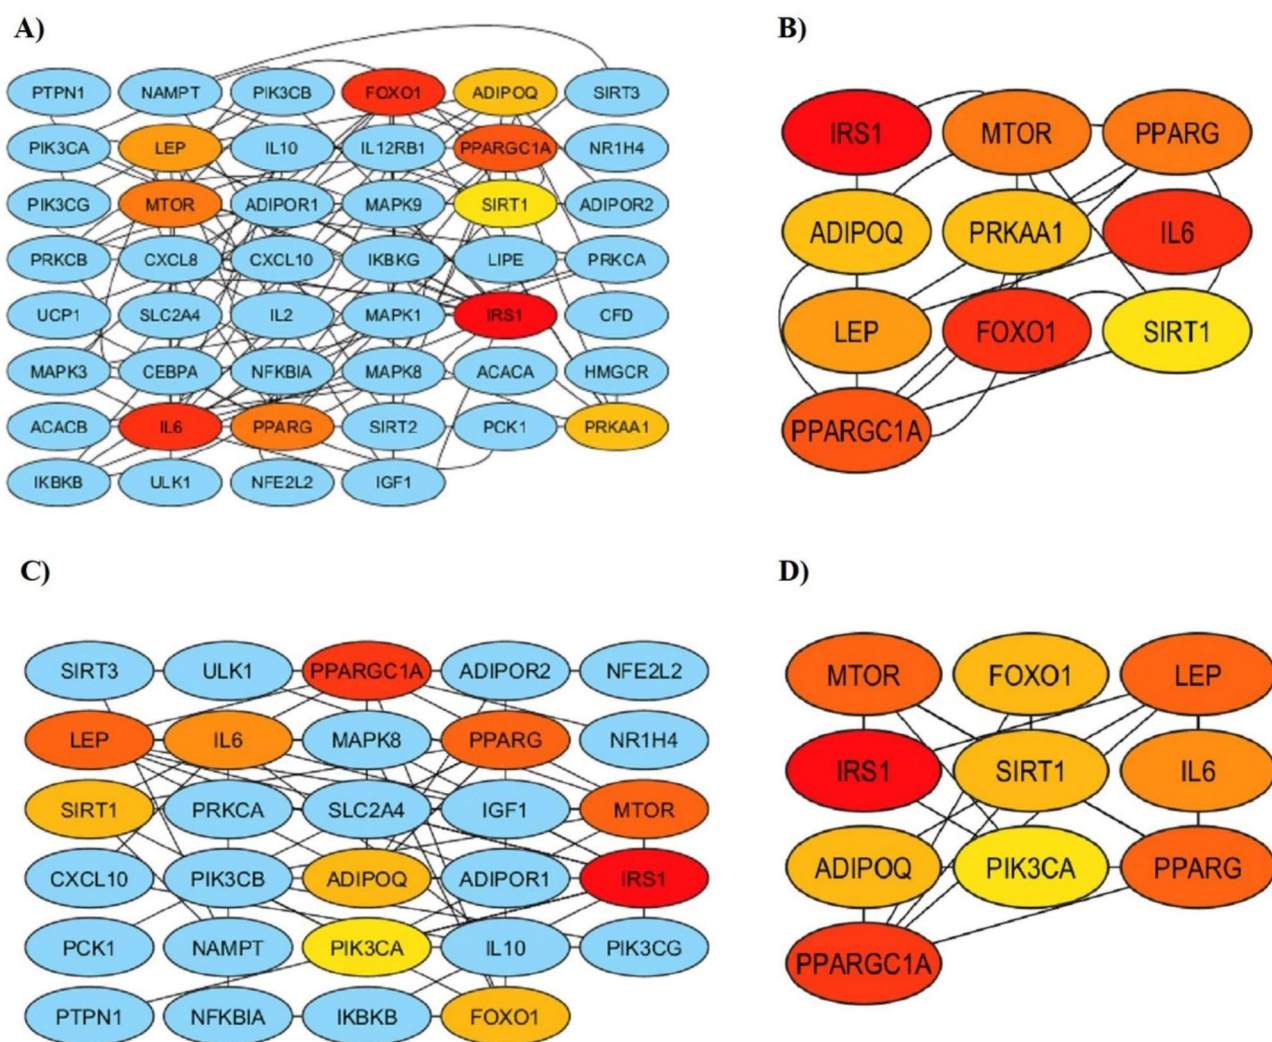 A)
PTPN1 NAMPT PIK3CB FOXO1 ADIPOQ SIRT3
PIK3CA LEP IL10 IL12RB1 PPARGC1A NR1H4
PIK3CG MTOR ADIPOR1 MAPK9 SIRT1 ADIPOR2
PRKCB CXCL8 CXCL10 IKBKG LIPE PRKCA
UCP1 SLC2A4 IL2 MAPK1 IRS1 CFD
MAPK3 CEBPA NFKBIA MAPK8 ACACA HMGCR
ACACB IL6 PPARG SIRT2 PCK1 PRKAA1
IKBKB ULK1 NFE2L2 IGF1
B)
IRS1 MTOR PPARG
ADIPOQ PRKAA1 IL6
LEP FOXO1 SIRT1
PPARGC1A
C)
SIRT3 ULK1 PPARGC1A ADIPOR2 NFE2L2
LEP IL6 MAPK8 PPARG NR1H4
SIRT1 PRKCA SLC2A4 IGF1 MTOR
CXCL10 PIK3CB ADIPOQ ADIPOR1 IRS1
PCK1 NAMPT PIK3CA IL10 PIK3CG
PTPN1 NFKBIA IKBKB FOXO1
D)
MTOR FOXO1 LEP
IRS1 SIRT1 IL6
ADIPOQ PIK3CA PPARG
PPARGC1A